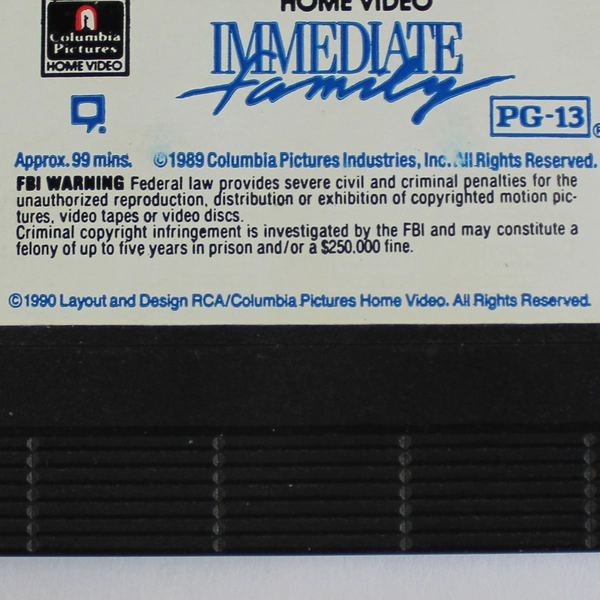 HOME VIDEO
Columbia
Pictures
HOME VIDEO
IMMEDIATE
Family
PG-13
®
Approx. 99 mins. ©1989 Columbia Pictures Industries, Inc. All Rights Reserved.
FBI WARNING Federal law provides severe civil and criminal penalties for the
unauthorized reproduction, distribution or exhibition of copyrighted motion pic-
tures, video tapes or video discs.
Criminal copyright infringement is investigated by the FBI and may constitute a
felony of up to five years in prison and/or a $250.000 fine.
©1990 Layout and Design RCA/Columbia Pictures Home Video. All Rights Reserved.